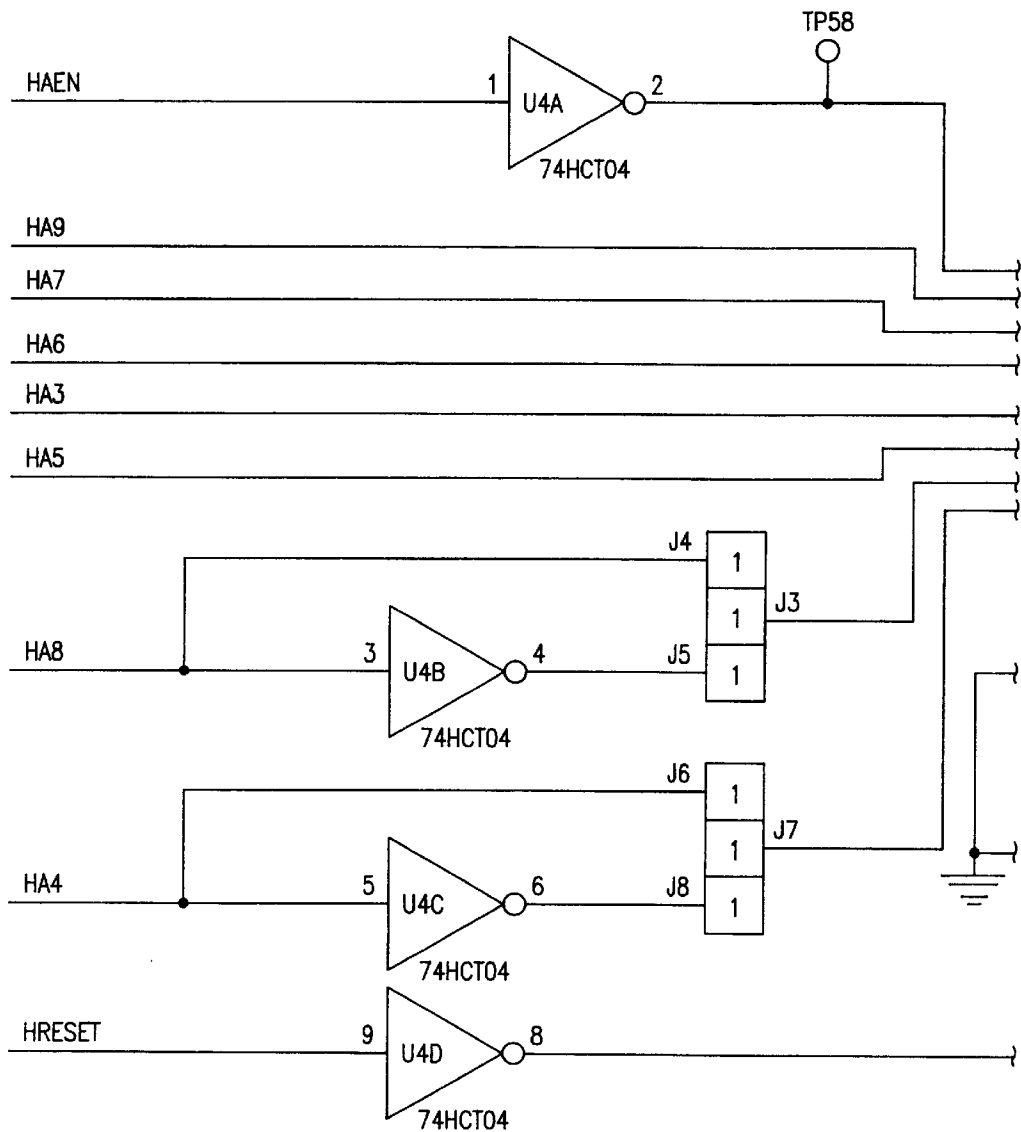 TP58
HAEN
1
U4A
2
74HCT04
HA9
HA7
HA6
HA3
HA5
J4
1
1
J3
HA8
3
U4B
4
J5
1
74HCT04
J6
1
1
J7
HA4
5
U4C
6
J8
1
74HCT04
HRESET
9
U4D
8
74HCT04